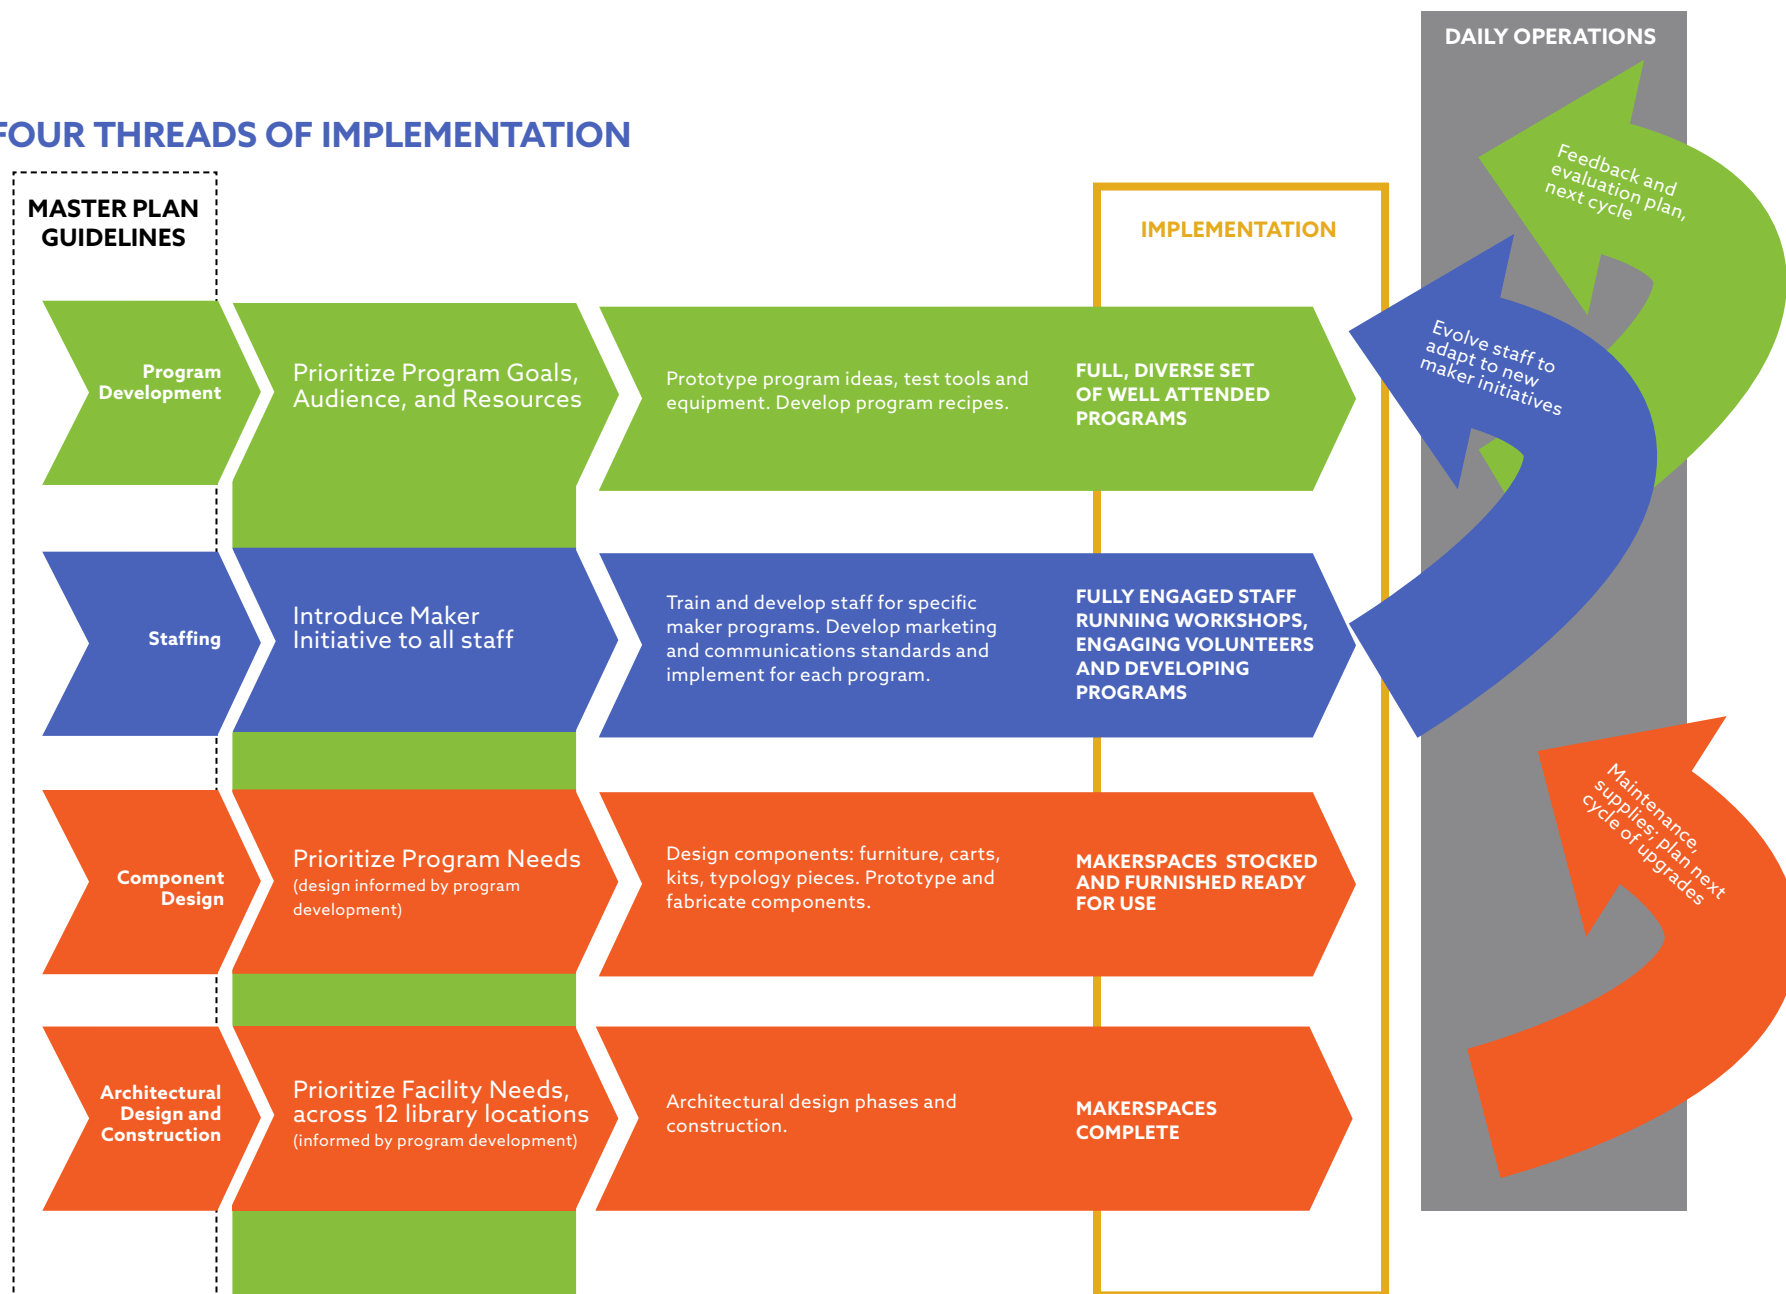 DAILY OPERATIONS
FOUR THREADS OF IMPLEMENTATION
MASTER PLAN
GUIDELINES
IMPLEMENTATION
Feedback and
evaluation plan,
next cycle
Program
Development
Prioritize Program Goals,
Audience, and Resources
Prototype program ideas, test tools and
equipment. Develop program recipes.
FULL, DIVERSE SET
OF WELL ATTENDED
PROGRAMS
Evolve staff to
adapt to new
maker initiatives
Staffing
Introduce Maker
Initiative to all staff
Train and develop staff for specific
maker programs. Develop marketing
and communications standards and
implement for each program.
FULLY ENGAGED STAFF
RUNNING WORKSHOPS,
ENGAGING VOLUNTEERS
AND DEVELOPING
PROGRAMS
Component
Design
Prioritize Program Needs
(design informed by program
development)
Design components: furniture, carts,
kits, typology pieces. Prototype and
fabricate components.
MAKERSPACES STOCKED
AND FURNISHED READY
FOR USE
Maintenance,
supplies; plan next
cycle of upgrades
Architectural
Design and
Construction
Prioritize Facility Needs,
across 12 library locations
(informed by program development)
Architectural design phases and
construction.
MAKERSPACES
COMPLETE